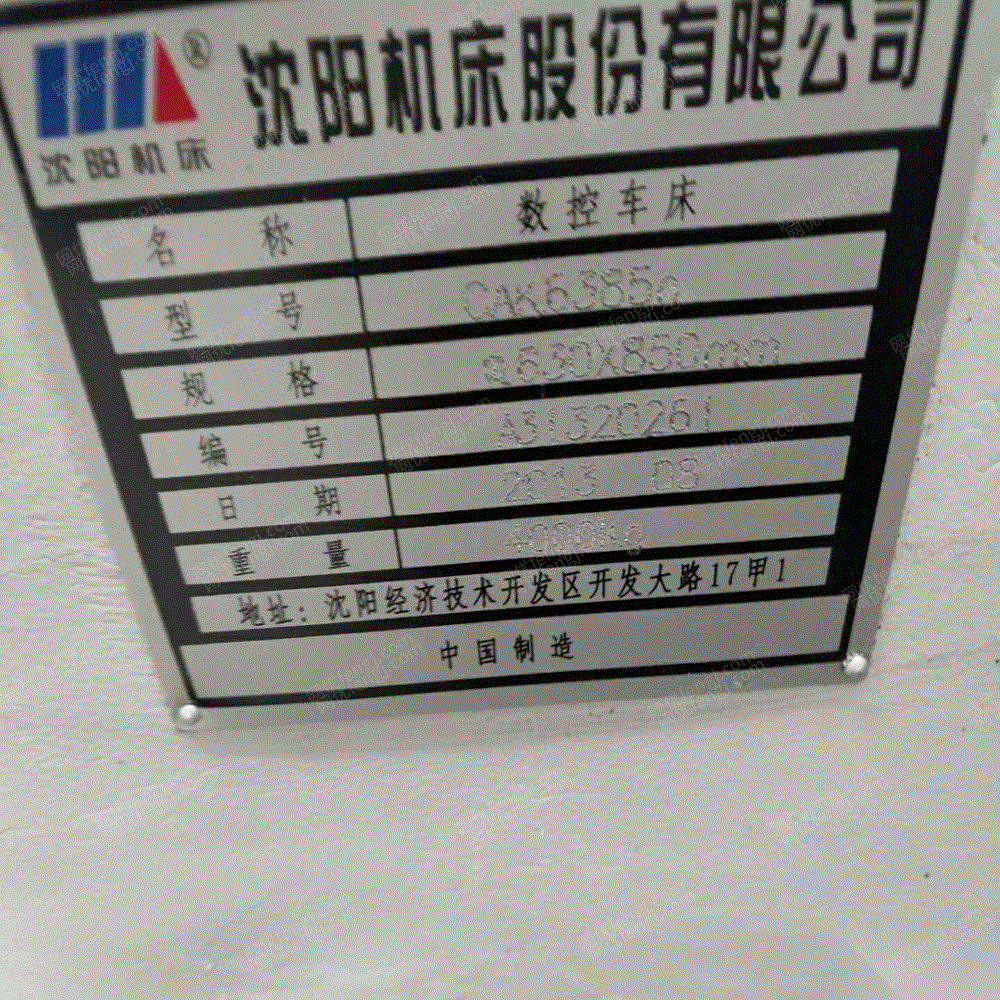 沈阳机床股份有限公司
® 沈阳机床
名 称 数控车床
型 号 CAK6385e
规 格 φ630X850mm
编 号 A31320261
日 期 2013 08
重 量 4000Kg
地址：沈阳经济技术开发区开发大路17甲1
中国制造